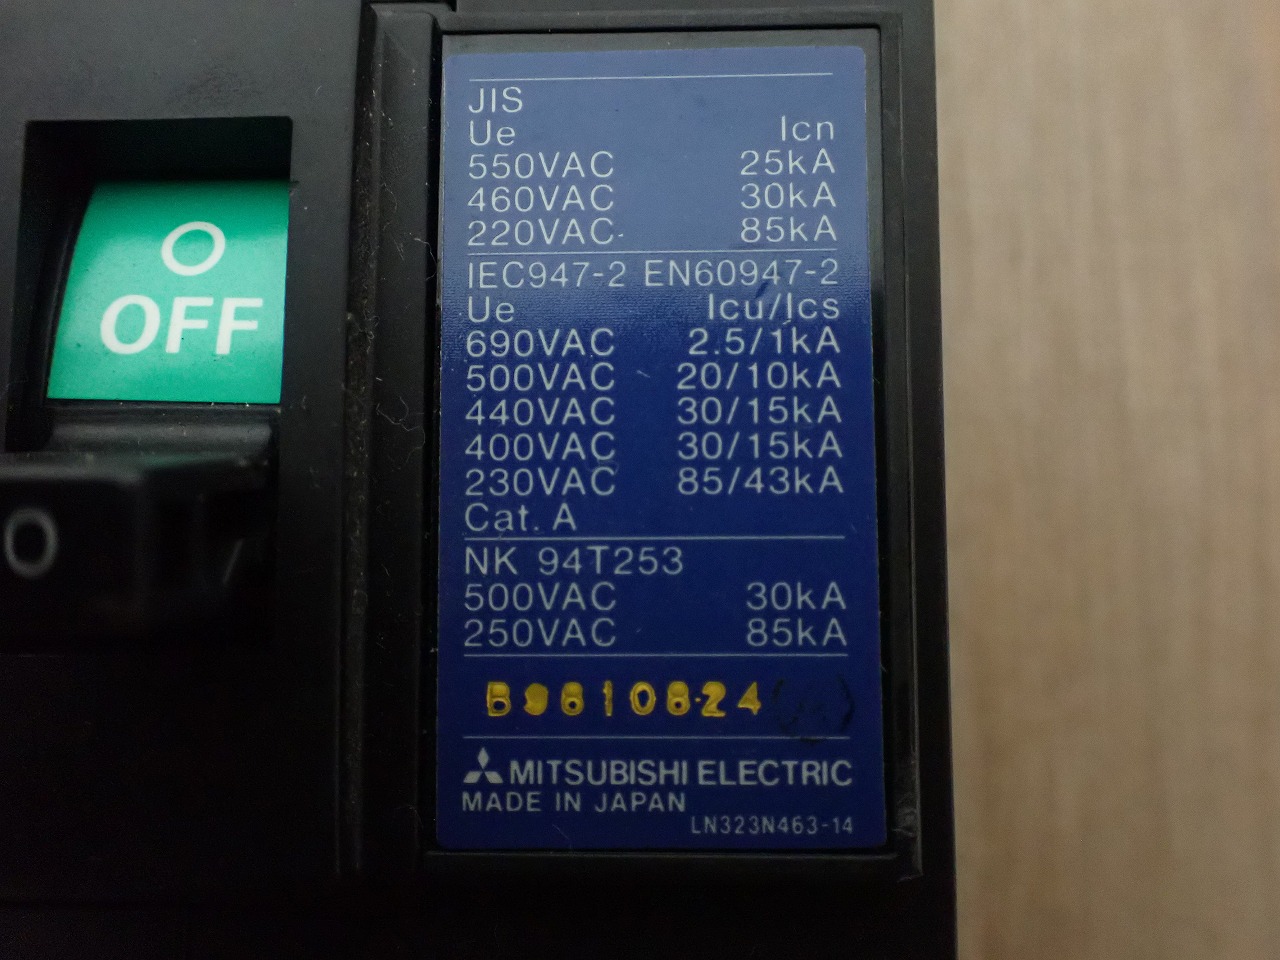 O
OFF
O
JIS
Ue Icn
550VAC 25kA
460VAC 30kA
220VAC 85kA
IEC947-2 EN60947-2
Ue Icu/Ics
690VAC 2.5/1kA
500VAC 20/10kA
440VAC 30/15kA
400VAC 30/15kA
230VAC 85/43kA
Cat. A
NK 94T253
500VAC 30kA
250VAC 85kA
MITSUBISHI ELECTRIC
MADE IN JAPAN
LN323N463-14